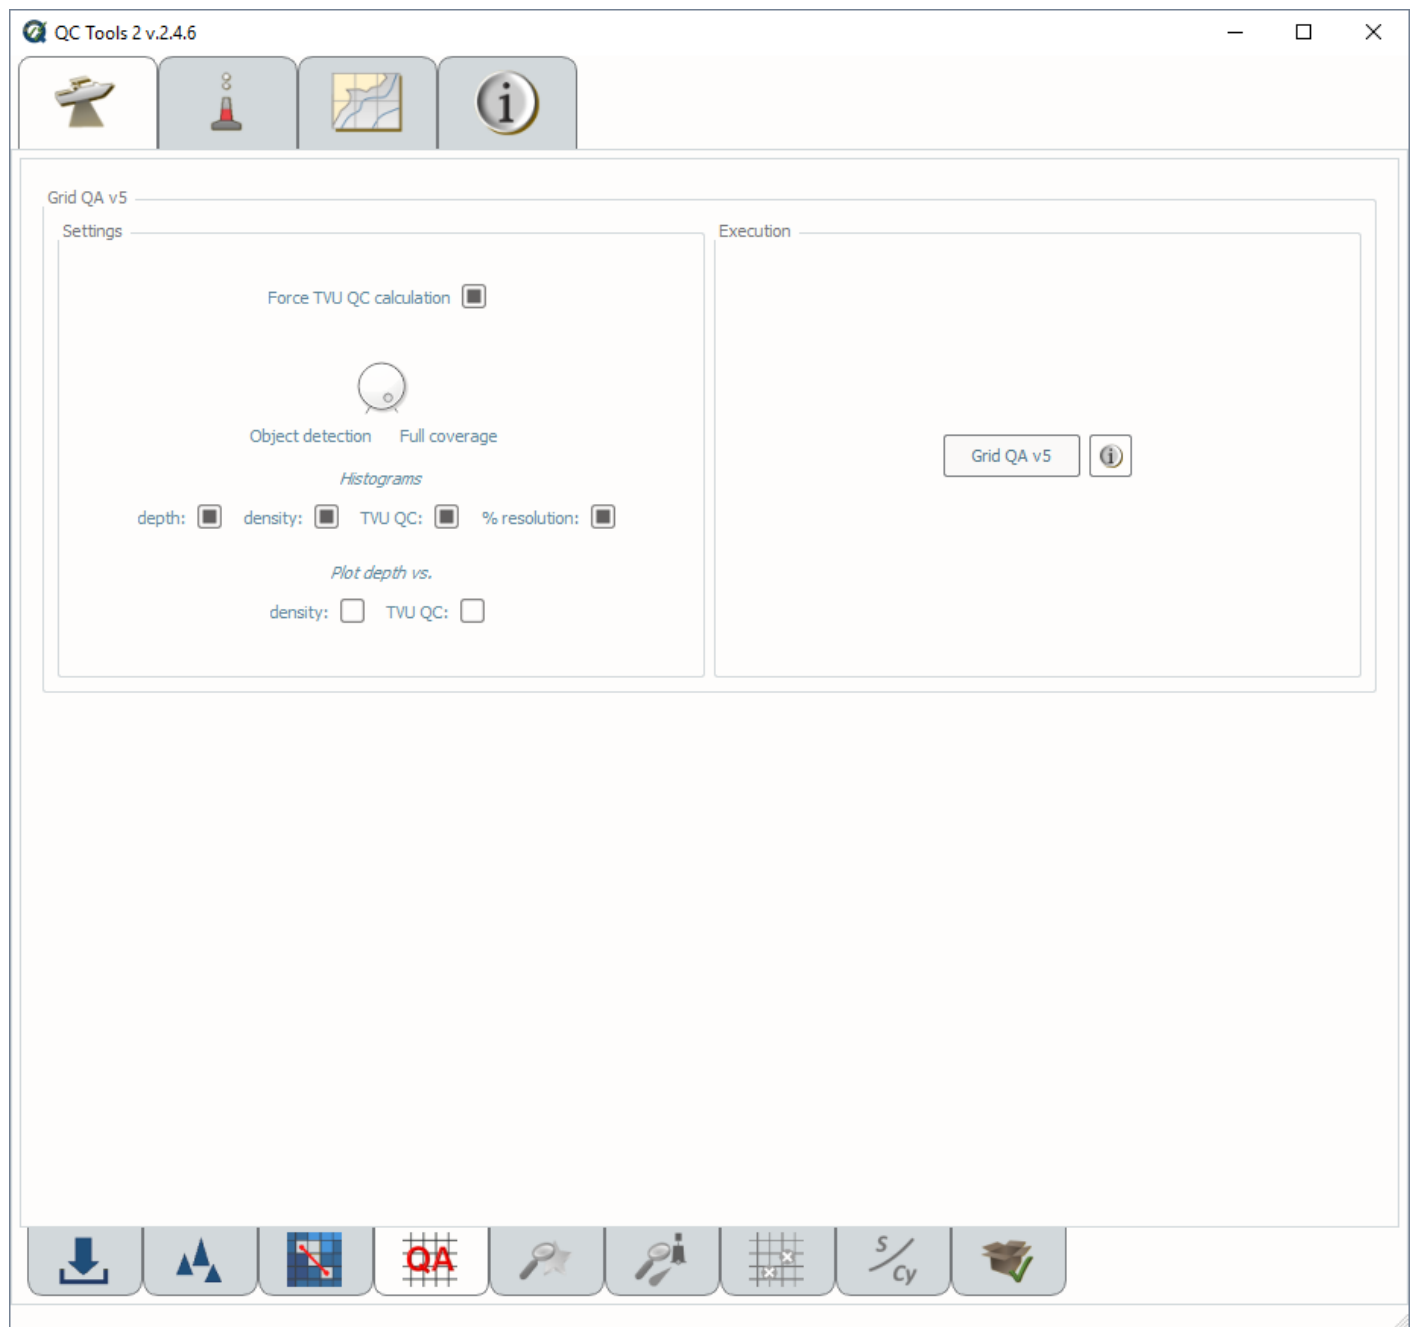 QC Tools 2 v.2.4.6
Grid QA v5
Settings
Execution
Force TVU QC calculation
Object detection Full coverage
Histograms
depth: density: TVU QC: % resolution:
Plot depth vs.
density: TVU QC:
Grid QA v5
QA
S/Cy